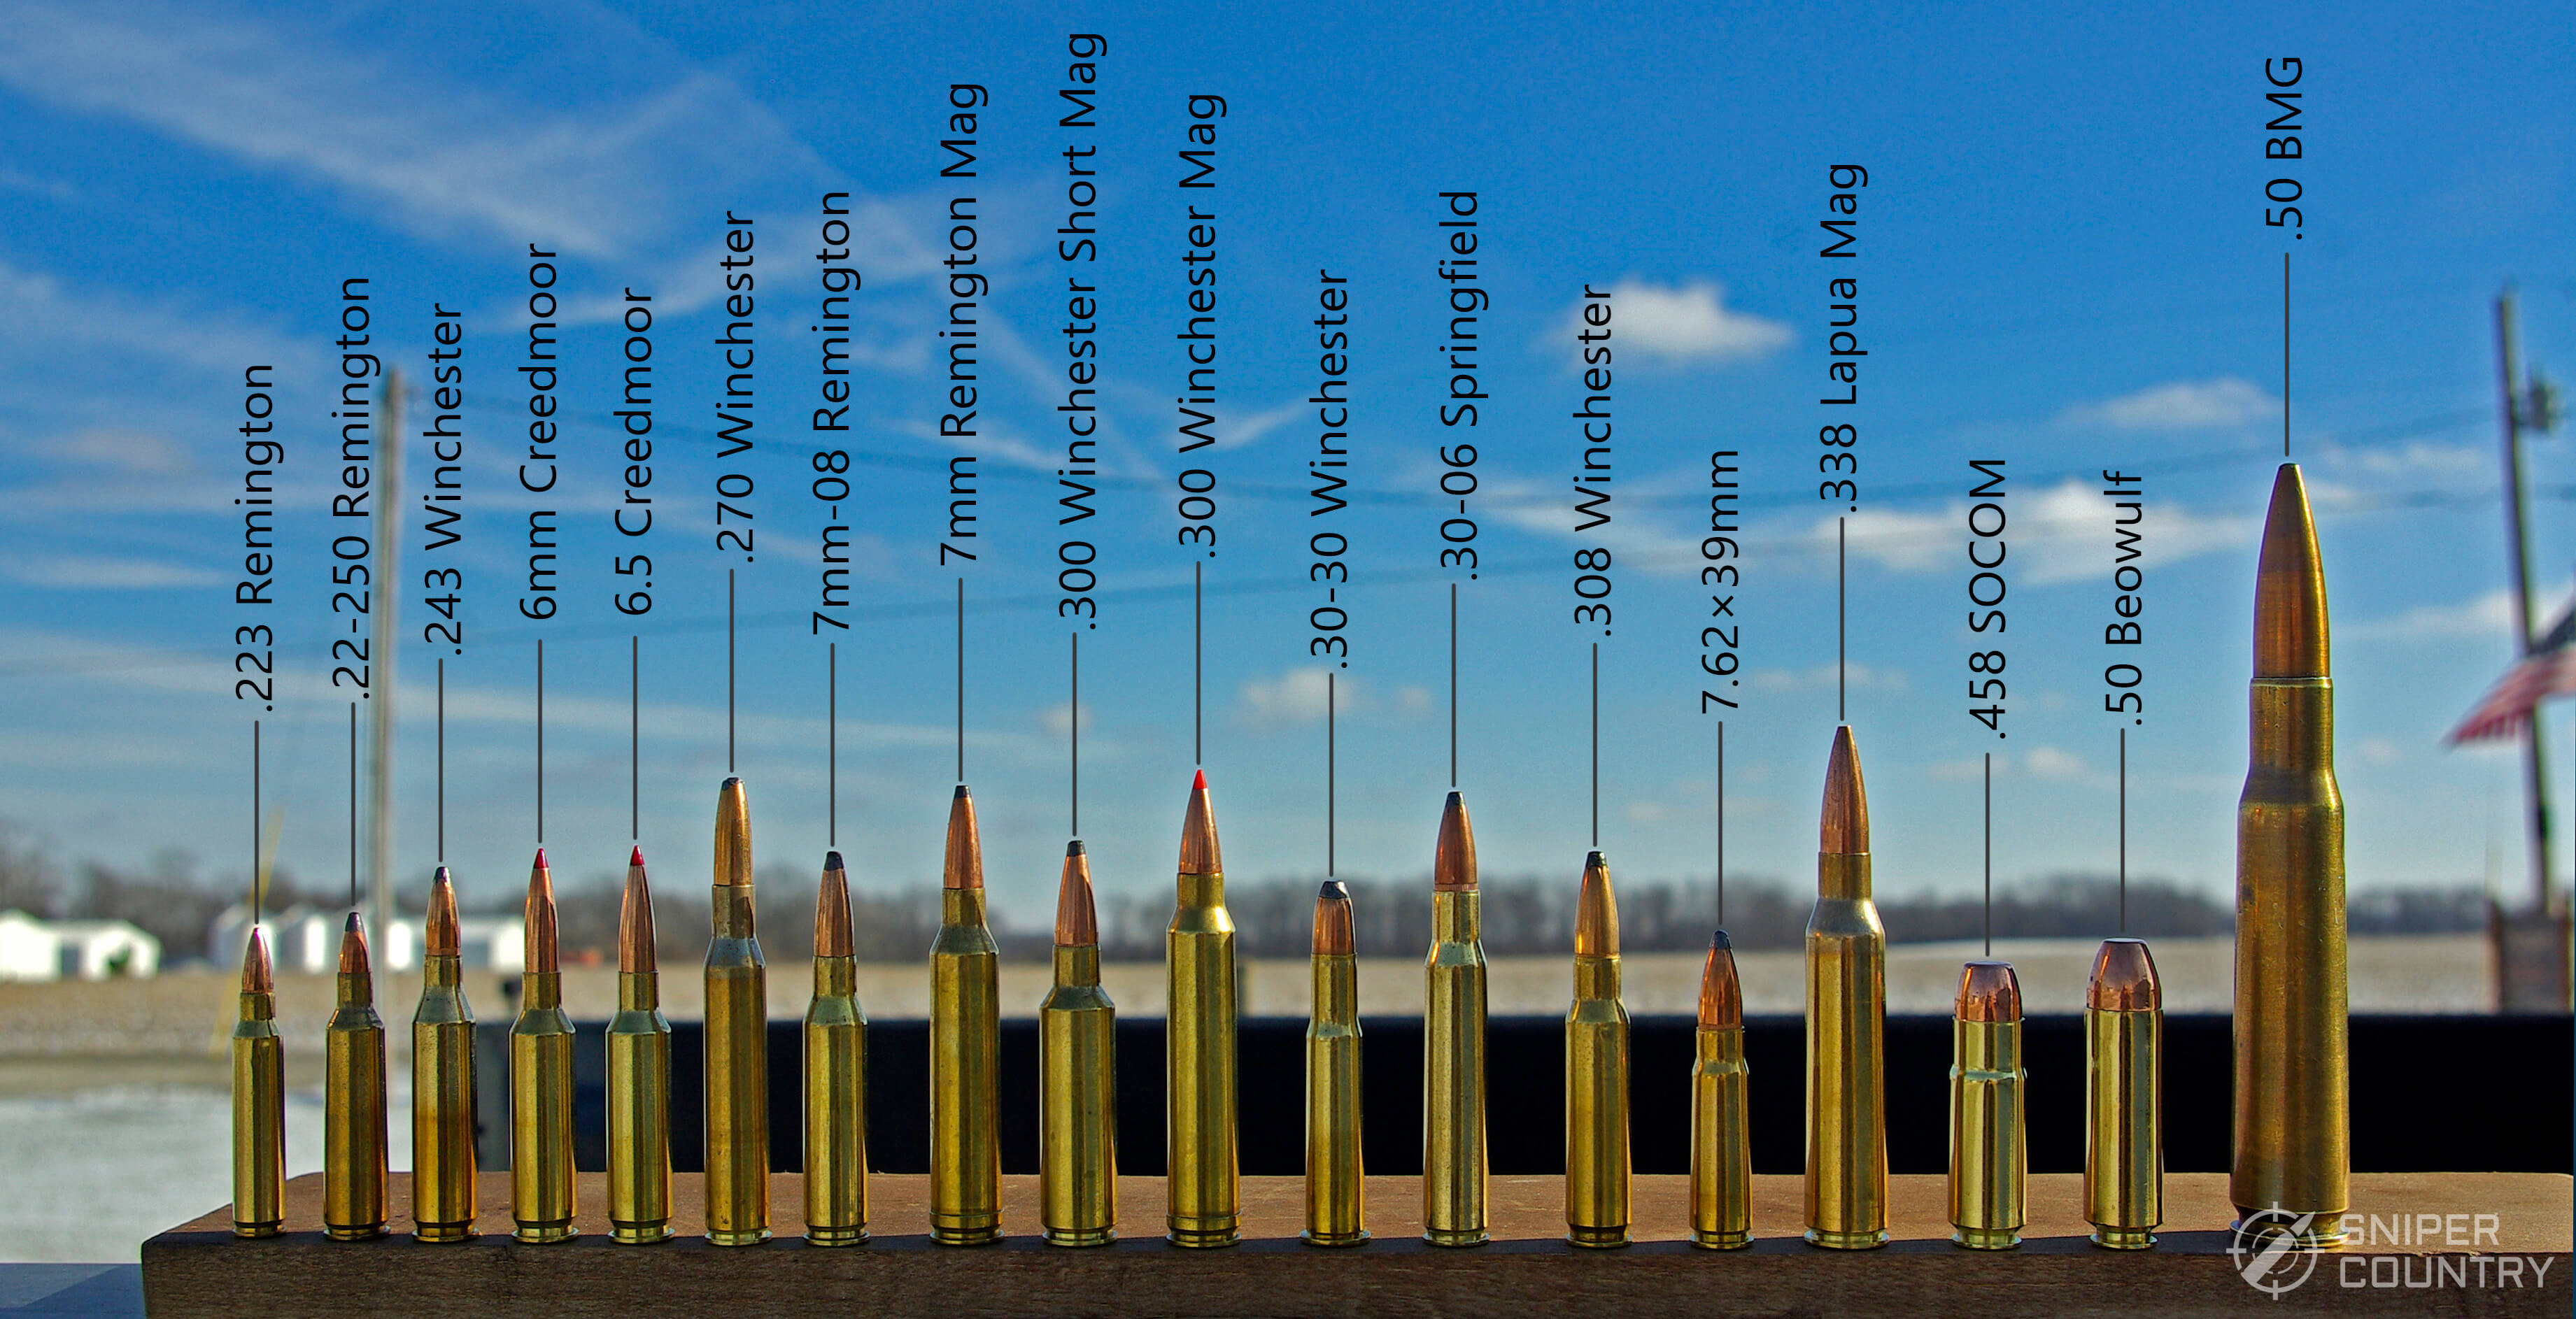 .223 Remington
.22-250 Remington
.243 Winchester
6mm Creedmoor
6.5 Creedmoor
.270 Winchester
7mm-08 Remington
7mm Remington Mag
.300 Winchester Short Mag
.300 Winchester Mag
.30-30 Winchester
.30-06 Springfield
.308 Winchester
7.62×39mm
.338 Lapua Mag
.458 SOCOM
.50 Beowulf
.50 BMG
SNIPER
COUNTRY